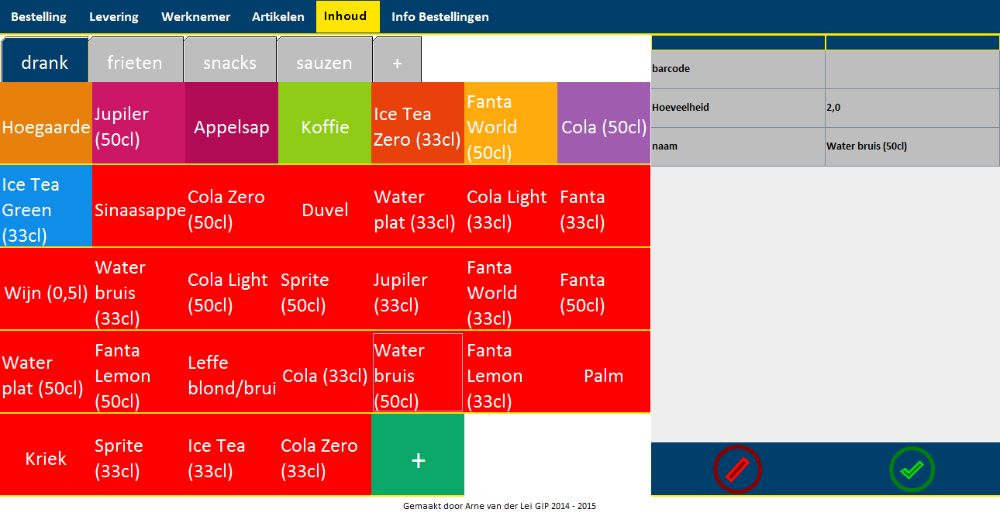 Bestelling Levering Werknemer Artikelen Inhoud Info Bestellingen
drank frieten snacks sauzen +
Hoegaarde
Jupiler
(50cl)
Appelsap
Koffie
Ice Tea
Zero (33cl)
Fanta
World
(50cl)
Cola (50cl)
Ice Tea
Green
(33cl)
Sinaasappe
Cola Zero
(50cl)
Duvel
Water
plat (33cl)
Cola Light
(33cl)
Fanta
(33cl)
Wijn (0,5l)
Water
bruis
(33cl)
Cola Light
(50cl)
Sprite
(50cl)
Jupiler
(33cl)
Fanta
World
(33cl)
Fanta
(50cl)
Water
plat (50cl)
Fanta
Lemon
(50cl)
Leffe
blond/brui
Cola (33cl)
Water
bruis
(50cl)
Fanta
Lemon
(33cl)
Palm
Kriek
Sprite
(33cl)
Ice Tea
(33cl)
Cola Zero
(33cl)
+
barcode
Hoeveelheid 2,0
naam Water bruis (50cl)
Gemaakt door Arne van der Lei GIP 2014 - 2015